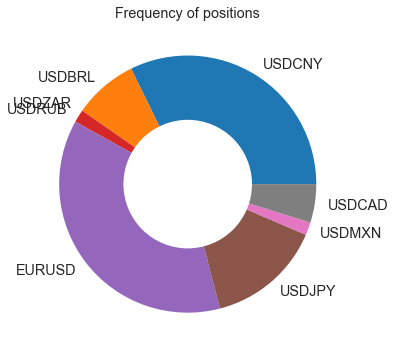 Frequency of positions
USDCNY
USDBRL
USDZAR
USDRUB
USDCAD
USDMXN
EURUSD
USDJPY